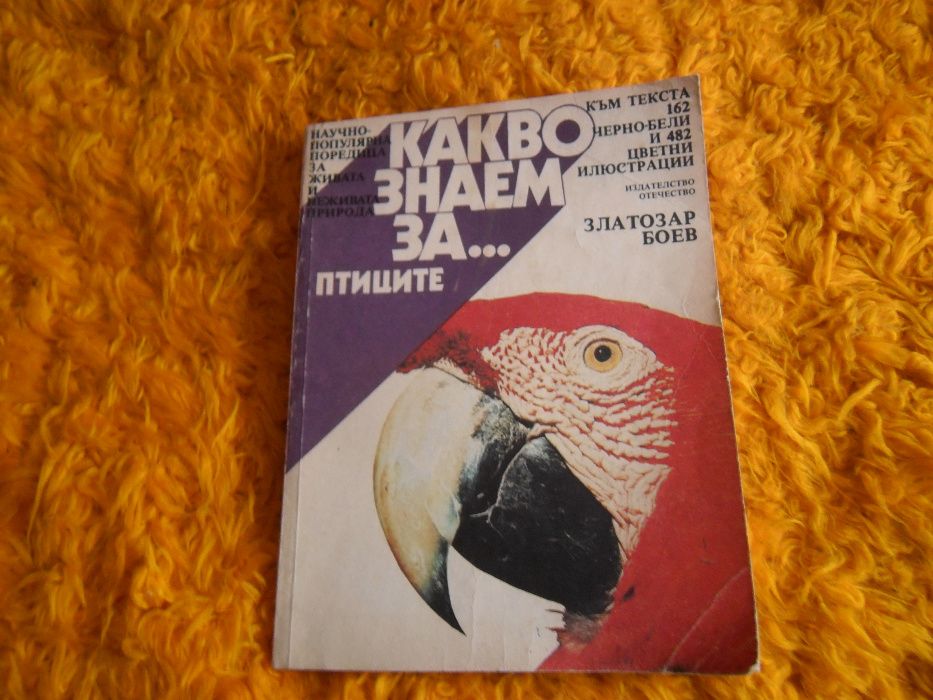 НАУЧНО-
ПОПУЛЯРНА
ПОРЕДИЦА
ЗА
ЖИВАТА
И
НЕЖИВАТА
ПРИРОДА
КАКВО
ЗНАЕМ
ЗА...
ПТИЦИТЕ
КЪМ ТЕКСТА
162
ЧЕРНО-БЕЛИ
И 482
ЦВЕТНИ
ИЛЮСТРАЦИИ
ИЗДАТЕЛСТВО
ОТЕЧЕСТВО
ЗЛАТОЗАР
БОЕВ